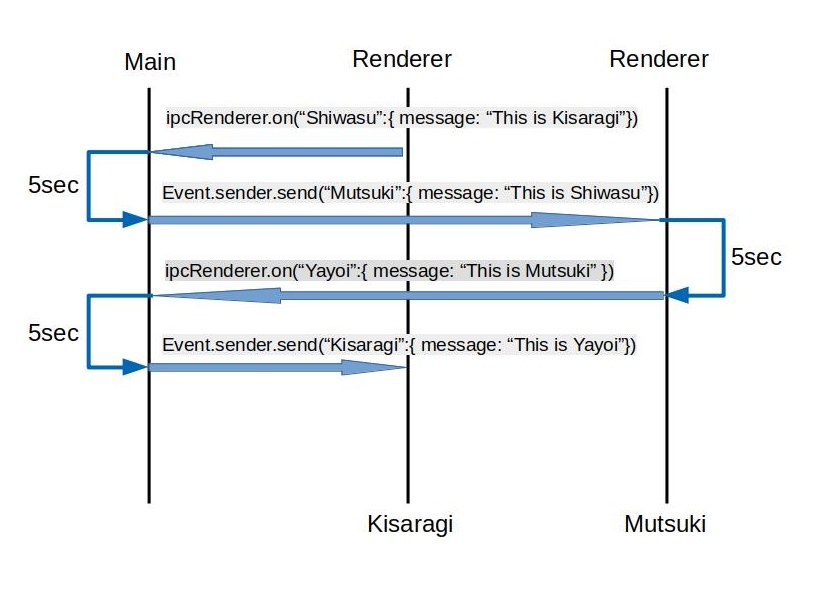 Main Renderer Renderer
ipcRenderer.on(“Shiwasu”:{ message: “This is Kisaragi”})
5sec
Event.sender.send(“Mutsuki”:{ message: “This is Shiwasu”})
5sec
ipcRenderer.on(“Yayoi”:{ message: “This is Mutsuki” })
5sec
Event.sender.send(“Kisaragi”:{ message: “This is Yayoi”})
Kisaragi Mutsuki